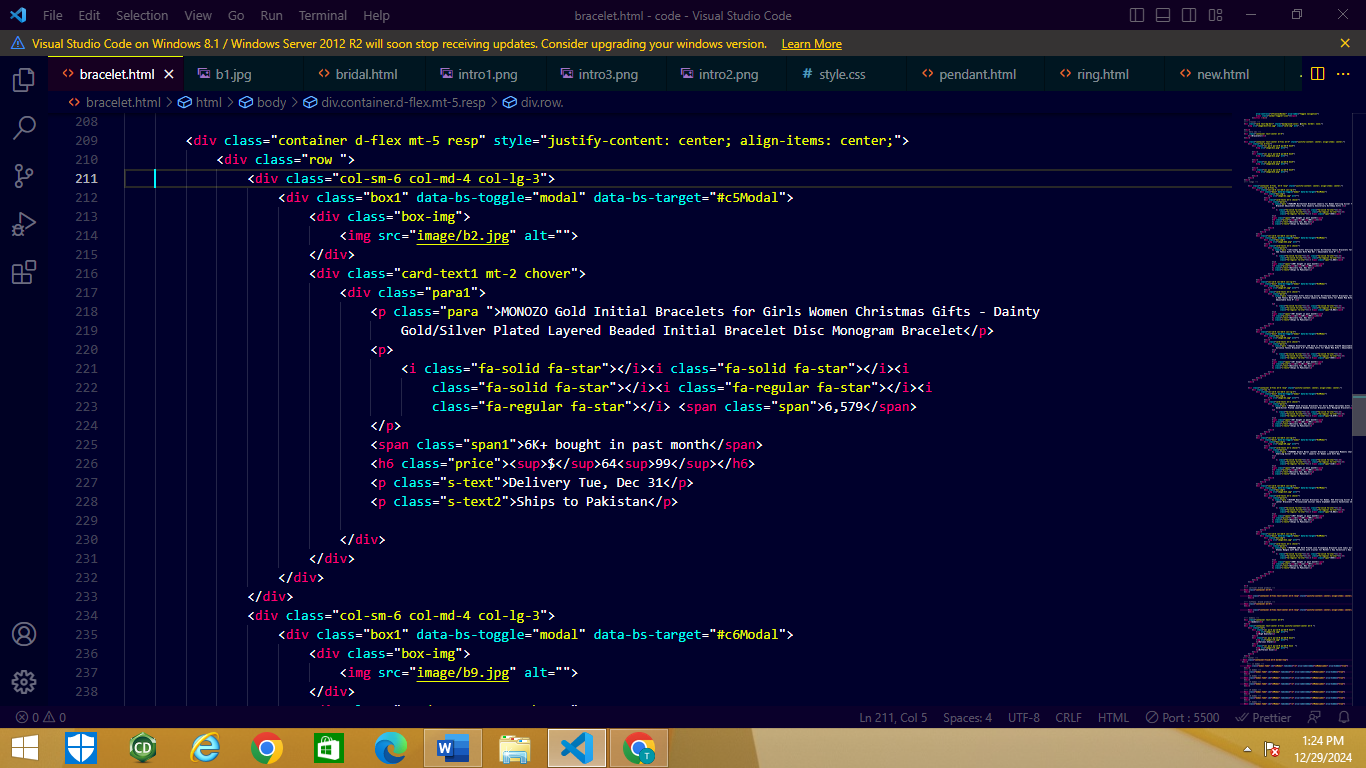 File Edit Selection View Go Run Terminal Help bracelet.html - code - Visual Studio Code
Visual Studio Code on Windows 8.1 / Windows Server 2012 R2 will soon stop receiving updates. Consider upgrading your windows version. Learn More
bracelet.html b1.jpg bridal.html intro1.png intro3.png intro2.png # style.css pendant.html ring.html new.html
bracelet.html > html > body > div.container.d-flex.mt-5.resp > div.row.
208
209 <div class="container d-flex mt-5 resp" style="justify-content: center; align-items: center;">
210 <div class="row ">
211 <div class="col-sm-6 col-md-4 col-lg-3">
212 <div class="box1" data-bs-toggle="modal" data-bs-target="#c5Modal">
213 <div class="box-img">
214 <img src="image/b2.jpg" alt="">
215 </div>
216 <div class="card-text1 mt-2 chover">
217 <div class="para1">
218 <p class="para ">MONOZO Gold Initial Bracelets for Girls Women Christmas Gifts - Dainty
219 Gold/Silver Plated Layered Beaded Initial Bracelet Disc Monogram Bracelet</p>
220 <p>
221 <i class="fa-solid fa-star"></i><i class="fa-solid fa-star"></i><i
222 class="fa-solid fa-star"></i><i class="fa-regular fa-star"></i><i
223 class="fa-regular fa-star"></i> <span class="span">6,579</span>
224 </p>
225 <span class="span1">6K+ bought in past month</span>
226 <h6 class="price"><sup>$</sup>64<sup>99</sup></h6>
227 <p class="s-text">Delivery Tue, Dec 31</p>
228 <p class="s-text2">Ships to Pakistan</p>
229
230 </div>
231 </div>
232 </div>
233 </div>
234 <div class="col-sm-6 col-md-4 col-lg-3">
235 <div class="box1" data-bs-toggle="modal" data-bs-target="#c6Modal">
236 <div class="box-img">
237 <img src="image/b9.jpg" alt="">
238 </div>
0 0 Ln 211, Col 5 Spaces: 4 UTF-8 CRLF HTML Port : 5500 Prettier
CD W T
1:24 PM
12/29/2024